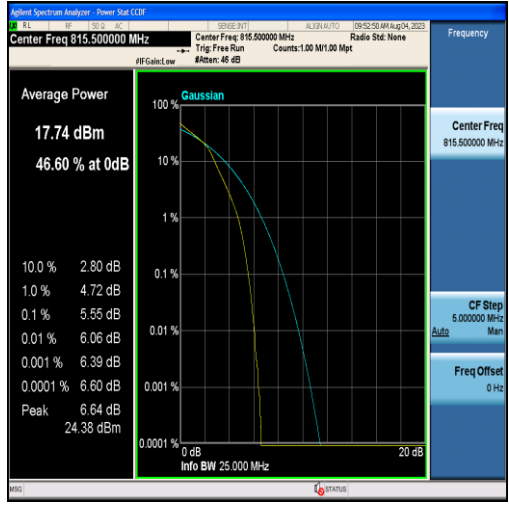 Agilent Spectrum Analyzer - Power Stat CCDF
RL RF 50 Ω AC SENSE:INT ALIGN AUTO 09:52:50 AM Aug 04, 2023
Center Freq 815.500000 MHz
Center Freq: 815.500000 MHz Radio Std: None
Trig: Free Run Counts:1.00 M/1.00 Mpt
#IFGain:Low #Atten: 46 dB
Frequency
Average Power
17.74 dBm
46.60 % at 0dB
10.0 % 2.80 dB
1.0 % 4.72 dB
0.1 % 5.55 dB
0.01 % 6.06 dB
0.001 % 6.39 dB
0.0001 % 6.60 dB
Peak 6.64 dB
24.38 dBm
Gaussian
100 %
10 %
1 %
0.1 %
0.01 %
0.001 %
0.0001 %
0 dB 20 dB
Info BW 25.000 MHz
Center Freq
815.500000 MHz
CF Step
5.000000 MHz
Auto Man
Freq Offset
0 Hz
MSG STATUS